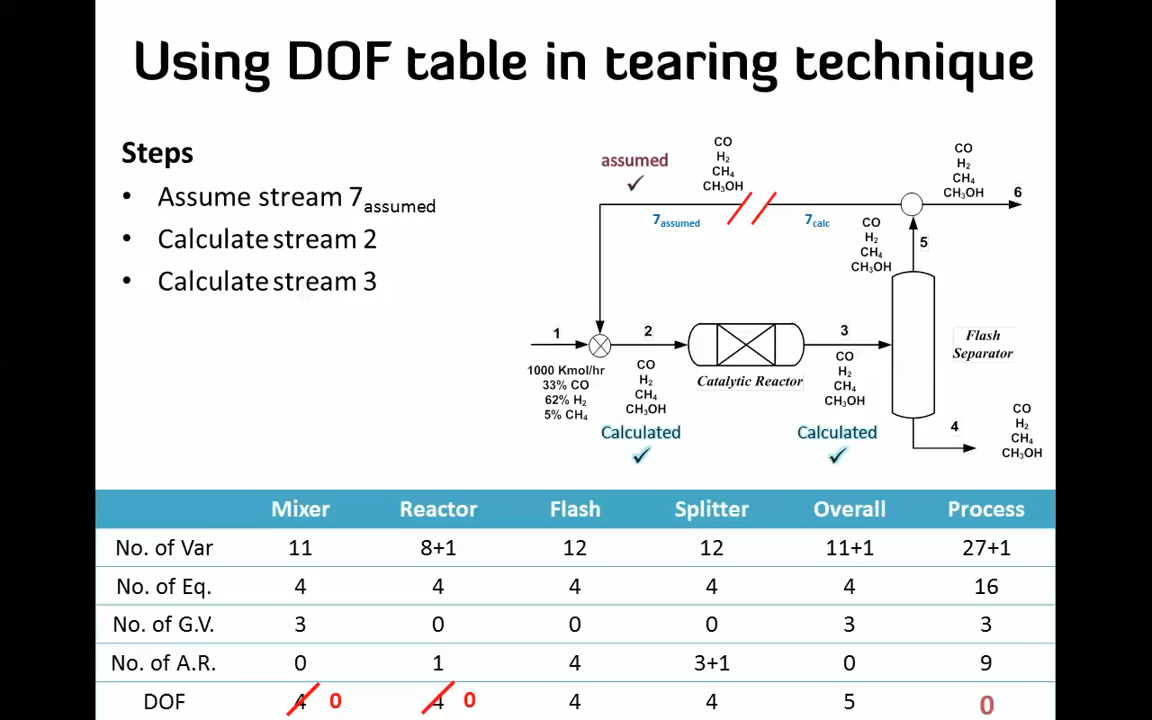 Using DOF table in tearing technique
Steps
• Assume stream 7assumed
• Calculate stream 2
• Calculate stream 3
assumed
✓
CO
H2
CH4
CH3OH
7assumed
7calc
CO
H2
CH4
CH3OH
6
CO
H2
CH4
CH3OH
5
1
1000 Kmol/hr
33% CO
62% H2
5% CH4
2
CO
H2
CH4
CH3OH
Calculated
✓
Catalytic Reactor
3
CO
H2
CH4
CH3OH
Calculated
✓
Flash
Separator
4
CO
H2
CH4
CH3OH
Mixer Reactor Flash Splitter Overall Process
No. of Var 11 8+1 12 12 11+1 27+1
No. of Eq. 4 4 4 4 4 16
No. of G.V. 3 0 0 0 3 3
No. of A.R. 0 1 4 3+1 0 9
DOF 4 0 4 0 4 4 5 0